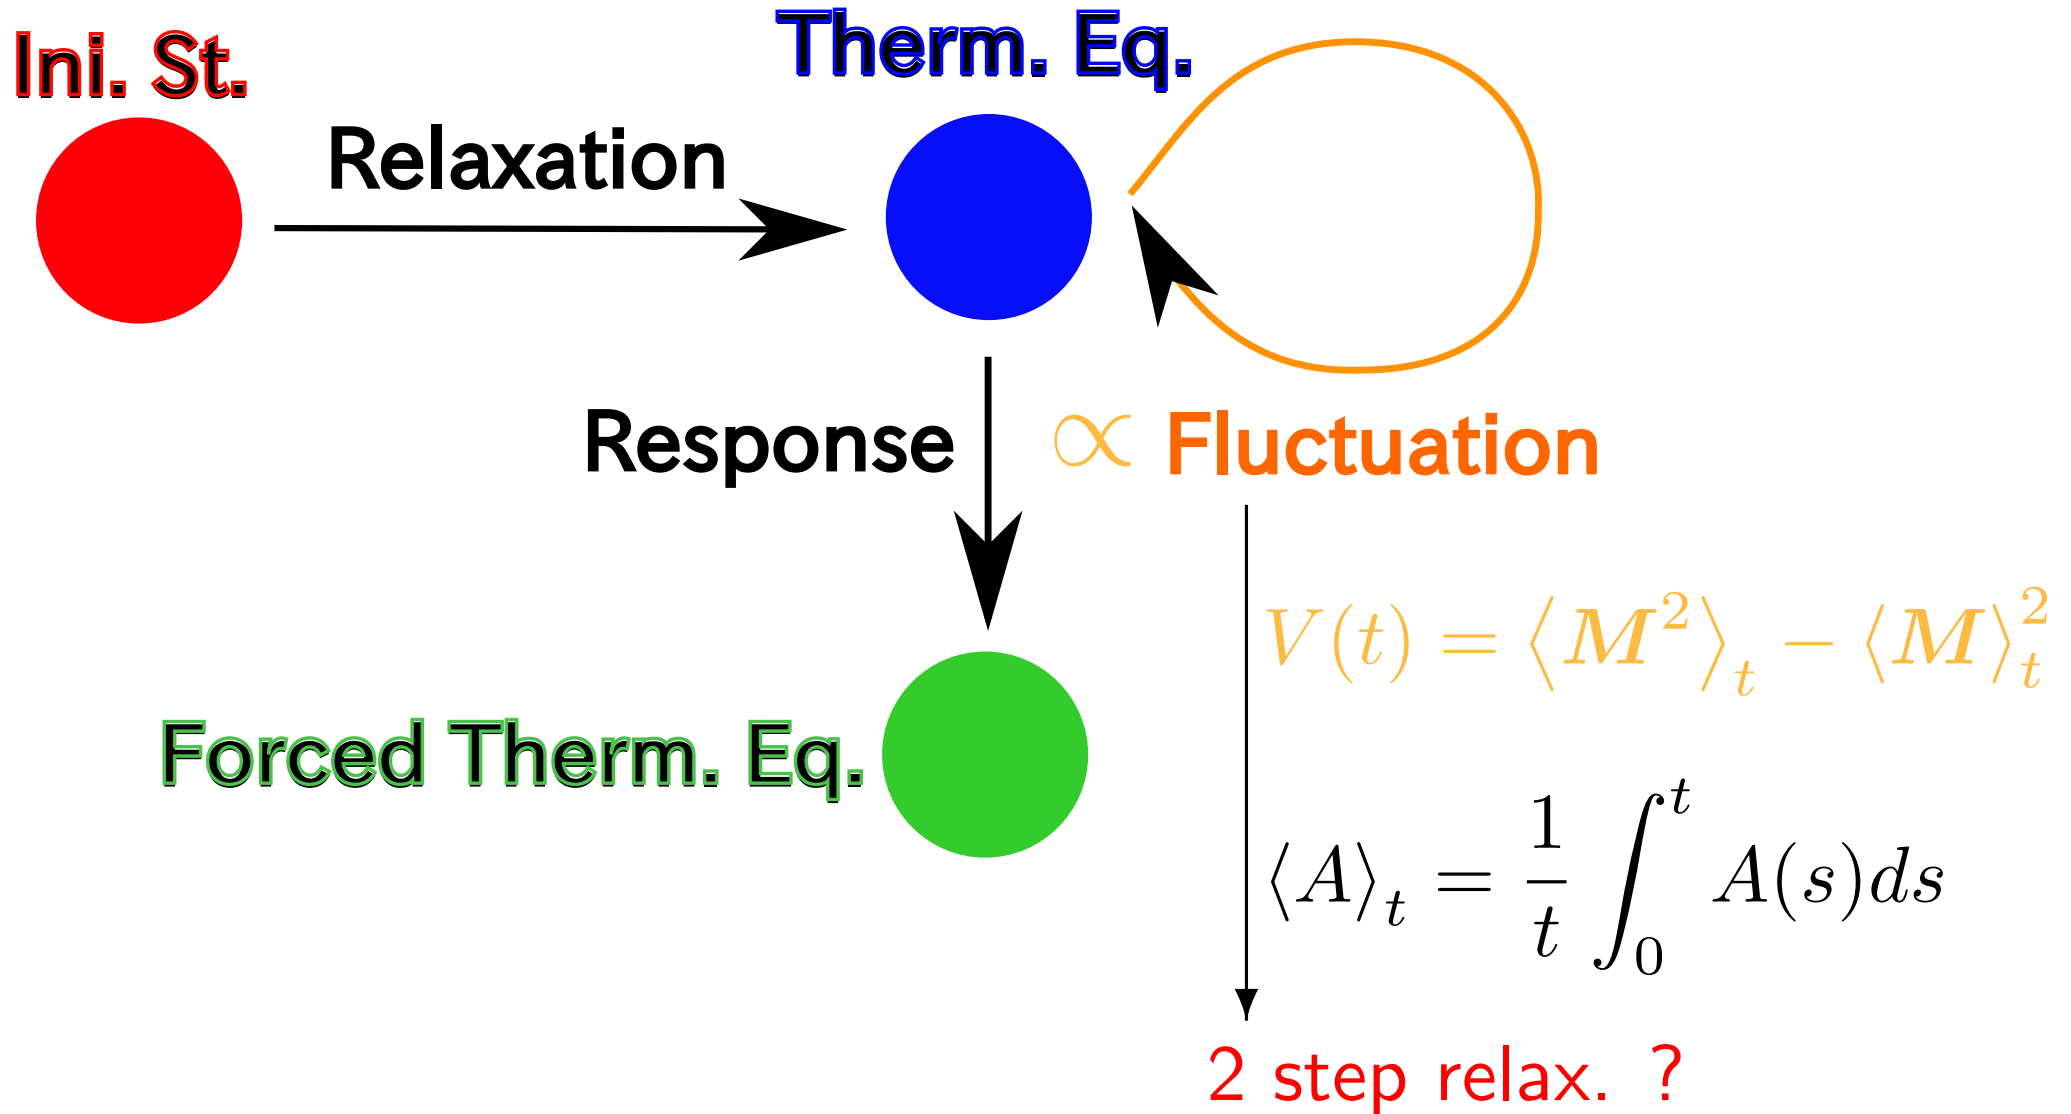 Ini. St.
Therm. Eq.
Relaxation
Response ∝ Fluctuation
V(t) = ⟨M²⟩ₜ − ⟨M⟩ₜ²
Forced Therm. Eq.
⟨A⟩ₜ = 1/t ∫₀ᵗ A(s)ds
2 step relax. ?